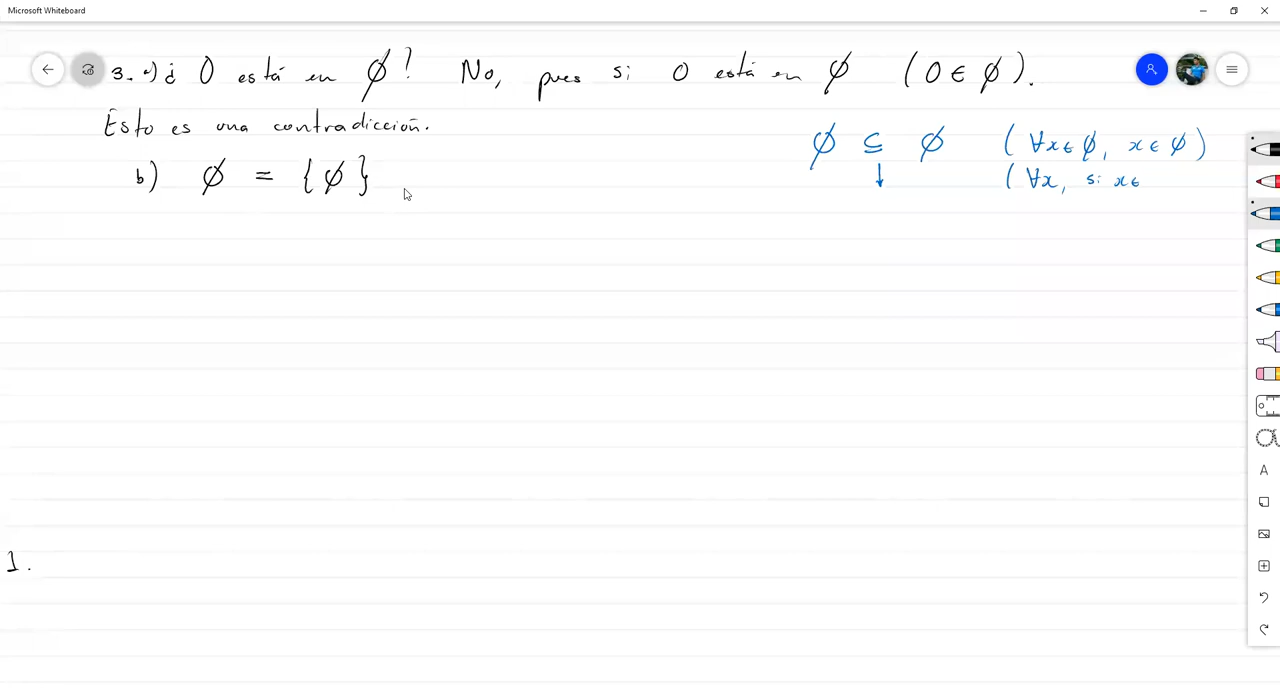 Microsoft Whiteboard
3. a) ¿ 0 está en ∅? No, pues si 0 está en ∅ (0 ∈ ∅).
Esto es una contradicción.
∅ ⊆ ∅ (∀x∈∅, x∈∅)
↓ (∀x, si x∈
b) ∅ = {∅}
1.
A